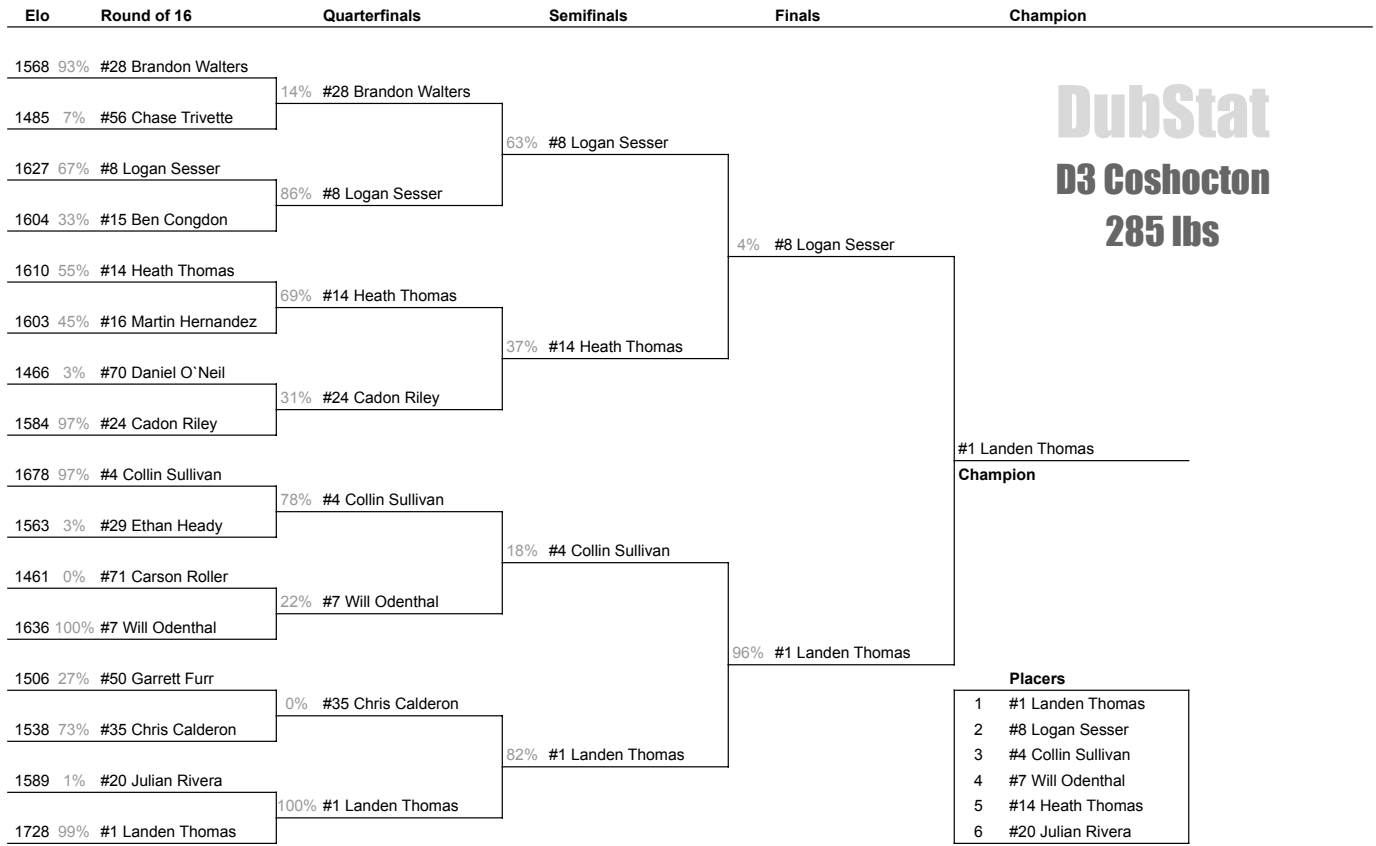 Elo Round of 16 Quarterfinals Semifinals Finals Champion
1568 93% #28 Brandon Walters
14% #28 Brandon Walters
DubStat
1485 7% #56 Chase Trivette
63% #8 Logan Sesser
1627 67% #8 Logan Sesser
D3 Coshocton
86% #8 Logan Sesser
1604 33% #15 Ben Congdon
285 lbs
4% #8 Logan Sesser
1610 55% #14 Heath Thomas
69% #14 Heath Thomas
1603 45% #16 Martin Hernandez
37% #14 Heath Thomas
1466 3% #70 Daniel O`Neil
31% #24 Cadon Riley
1584 97% #24 Cadon Riley
#1 Landen Thomas
1678 97% #4 Collin Sullivan
Champion
78% #4 Collin Sullivan
1563 3% #29 Ethan Heady
18% #4 Collin Sullivan
1461 0% #71 Carson Roller
22% #7 Will Odenthal
1636 100% #7 Will Odenthal
96% #1 Landen Thomas
1506 27% #50 Garrett Furr
Placers
0% #35 Chris Calderon
1 #1 Landen Thomas
1538 73% #35 Chris Calderon
2 #8 Logan Sesser
82% #1 Landen Thomas
3 #4 Collin Sullivan
1589 1% #20 Julian Rivera
4 #7 Will Odenthal
100% #1 Landen Thomas
5 #14 Heath Thomas
1728 99% #1 Landen Thomas
6 #20 Julian Rivera